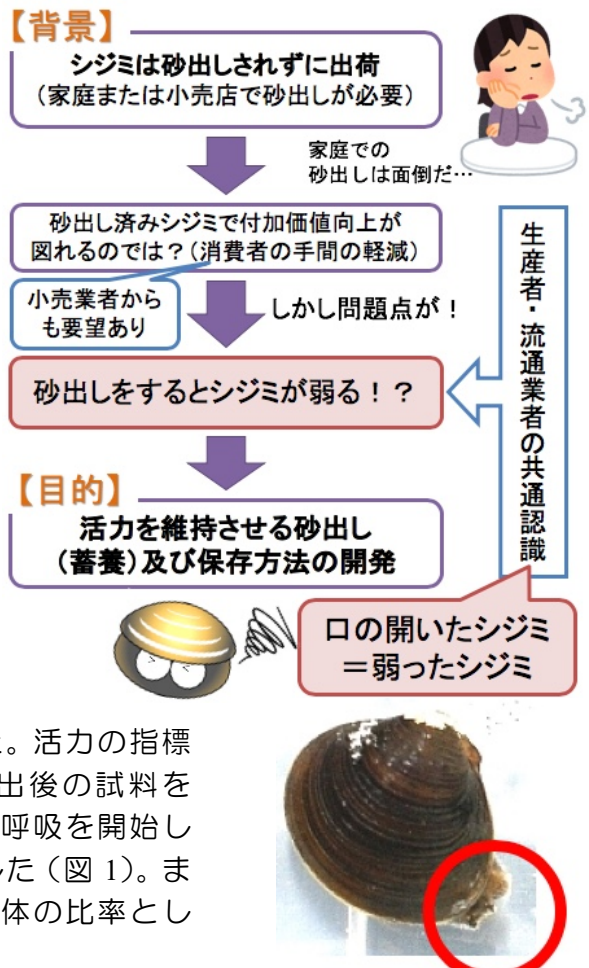 【背景】
シジミは砂出しされずに出荷
（家庭または小売店で砂出しが必要）
家庭での
砂出しは面倒だ…
砂出し済みシジミで付加価値向上が
図れるのでは？（消費者の手間の軽減）
小売業者から
も要望あり
しかし問題点が！
砂出しをするとシジミが弱る！？
生産者・流通業者の共通認識
【目的】
活力を維持させる砂出し
（蓄養）及び保存方法の開発
口の開いたシジミ
＝弱ったシジミ
。活力の指標
出後の試料を
呼吸を開始し
た（図 1）。ま
体の比率とし